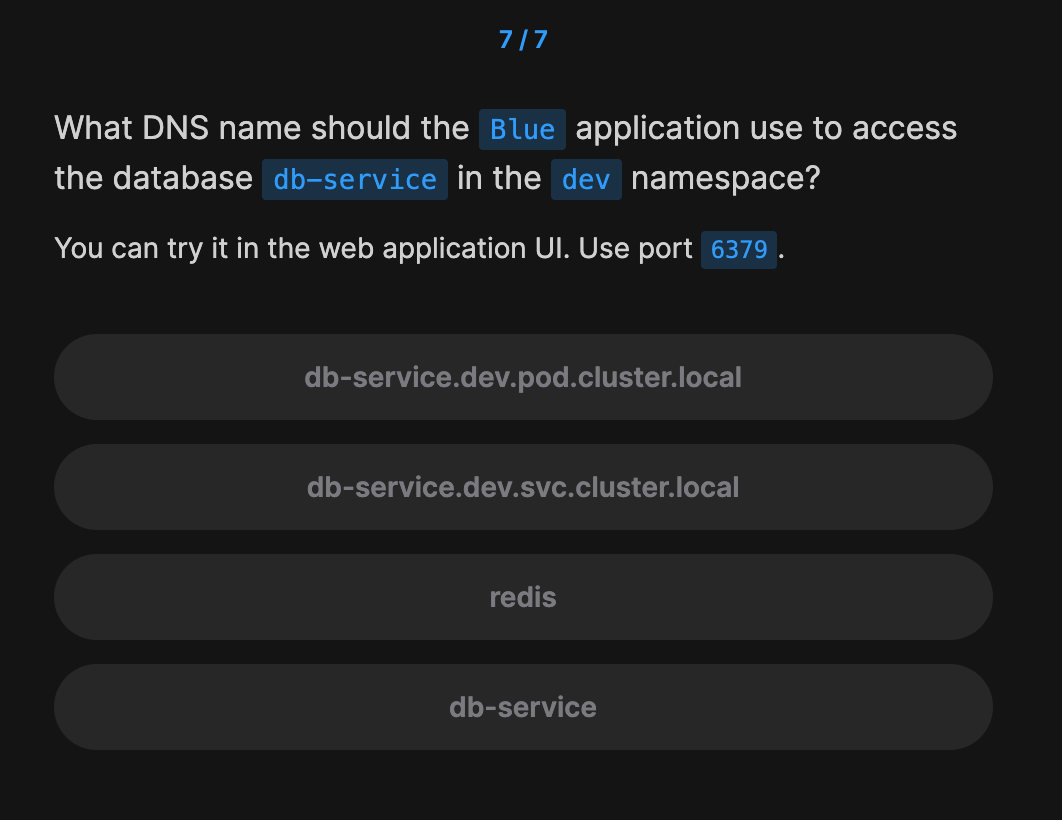 7 / 7
What DNS name should the Blue application use to access
the database db-service in the dev namespace?
You can try it in the web application UI. Use port 6379.
db-service.dev.pod.cluster.local
db-service.dev.svc.cluster.local
redis
db-service